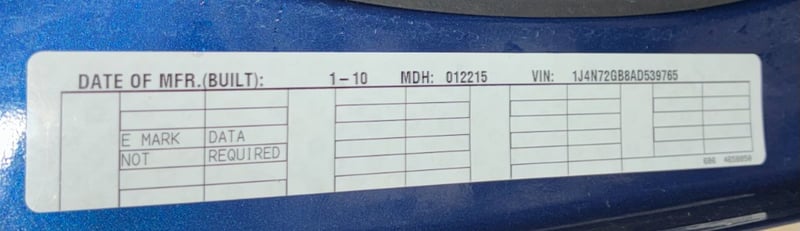 DATE OF MFR.(BUILT): 1-10 MDH: 012215 VIN: 1J4N72GB8AD539765
E MARK DATA
NOT REQUIRED